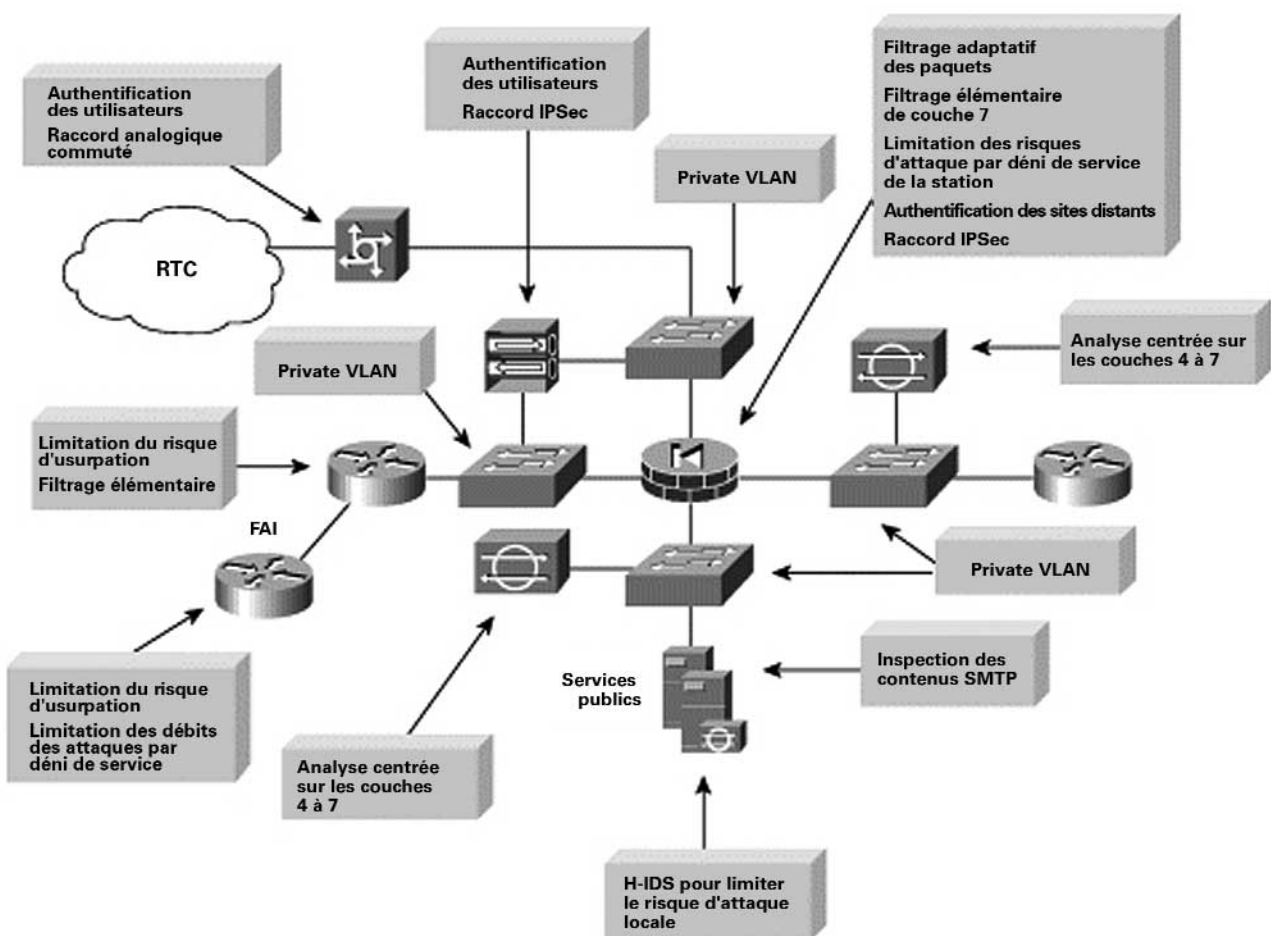 Authentification
des utilisateurs
Raccord analogique
commuté
Authentification
des utilisateurs
Raccord IPSec
Private VLAN
Filtrage adaptatif
des paquets
Filtrage élémentaire
de couche 7
Limitation des risques
d'attaque par déni de service
de la station
Authentification des sites distants
Raccord IPSec
RTC
Private VLAN
Analyse centrée sur
les couches 4 à 7
Limitation du risque
d'usurpation
Filtrage élémentaire
FAI
Private VLAN
Limitation du risque
d'usurpation
Limitation des débits
des attaques par
déni de service
Analyse centrée
sur les couches
4 à 7
Services
publics
Inspection des
contenus SMTP
H-IDS pour limiter
le risque d'attaque
locale